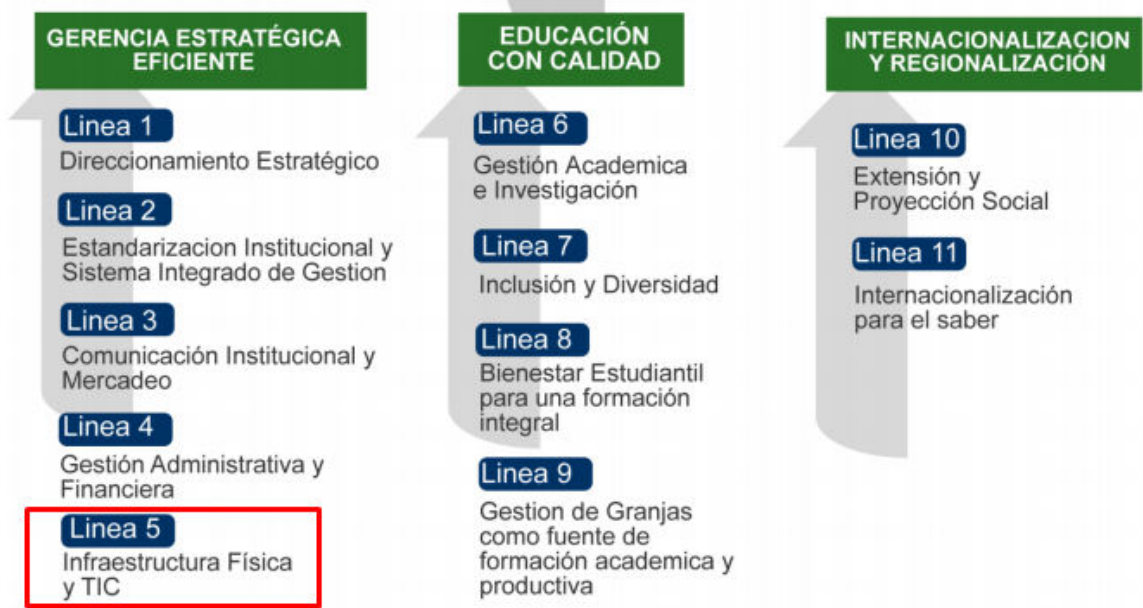 GERENCIA ESTRATÉGICA
EFICIENTE
Linea 1
Direccionamiento Estratégico
Linea 2
Estandarizacion Institucional y
Sistema Integrado de Gestion
Linea 3
Comunicación Institucional y
Mercadeo
Linea 4
Gestión Administrativa y
Financiera
Linea 5
Infraestructura Física
y TIC
EDUCACIÓN
CON CALIDAD
Linea 6
Gestión Academica
e Investigación
Linea 7
Inclusión y Diversidad
Linea 8
Bienestar Estudiantil
para una formación
integral
Linea 9
Gestion de Granjas
como fuente de
formación academica y
productiva
INTERNACIONALIZACION
Y REGIONALIZACIÓN
Linea 10
Extensión y
Proyección Social
Linea 11
Internacionalización
para el saber